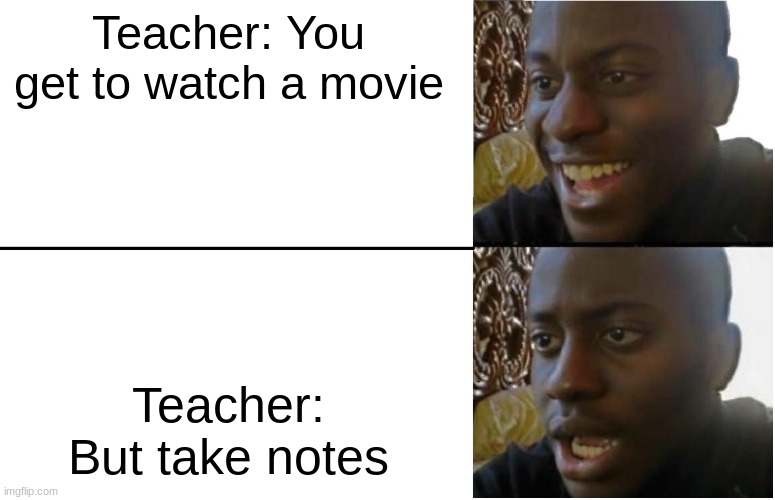 Teacher: You
get to watch a movie
Teacher:
But take notes
imgflip.com